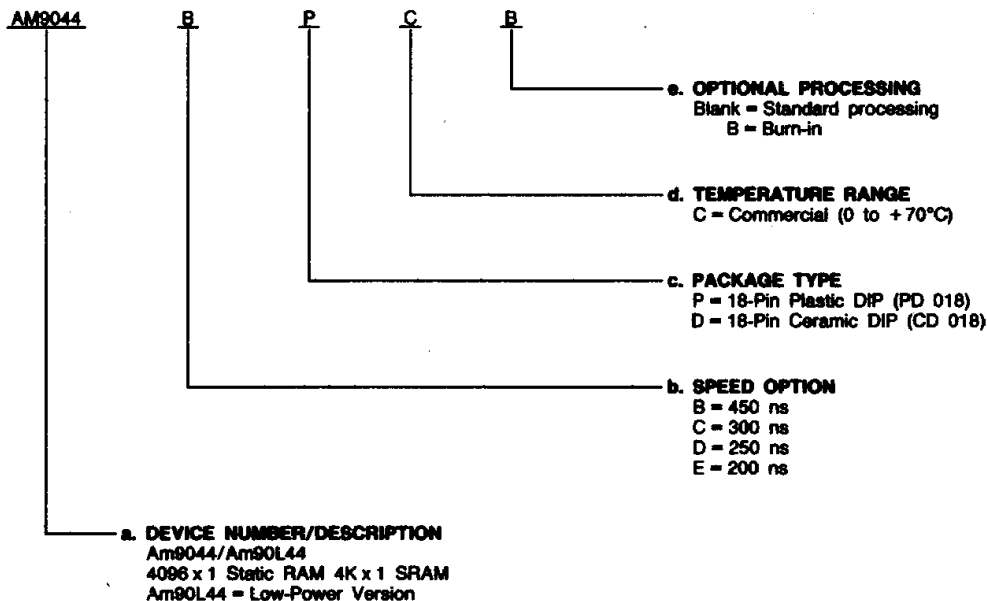 AM9044 B P C B
e. OPTIONAL PROCESSING
Blank = Standard processing
B = Burn-in
d. TEMPERATURE RANGE
C = Commercial (0 to +70°C)
c. PACKAGE TYPE
P = 18-Pin Plastic DIP (PD 018)
D = 18-Pin Ceramic DIP (CD 018)
b. SPEED OPTION
B = 450 ns
C = 300 ns
D = 250 ns
E = 200 ns
a. DEVICE NUMBER/DESCRIPTION
Am9044/Am90L44
4096 x 1 Static RAM 4K x 1 SRAM
Am90L44 = Low-Power Version